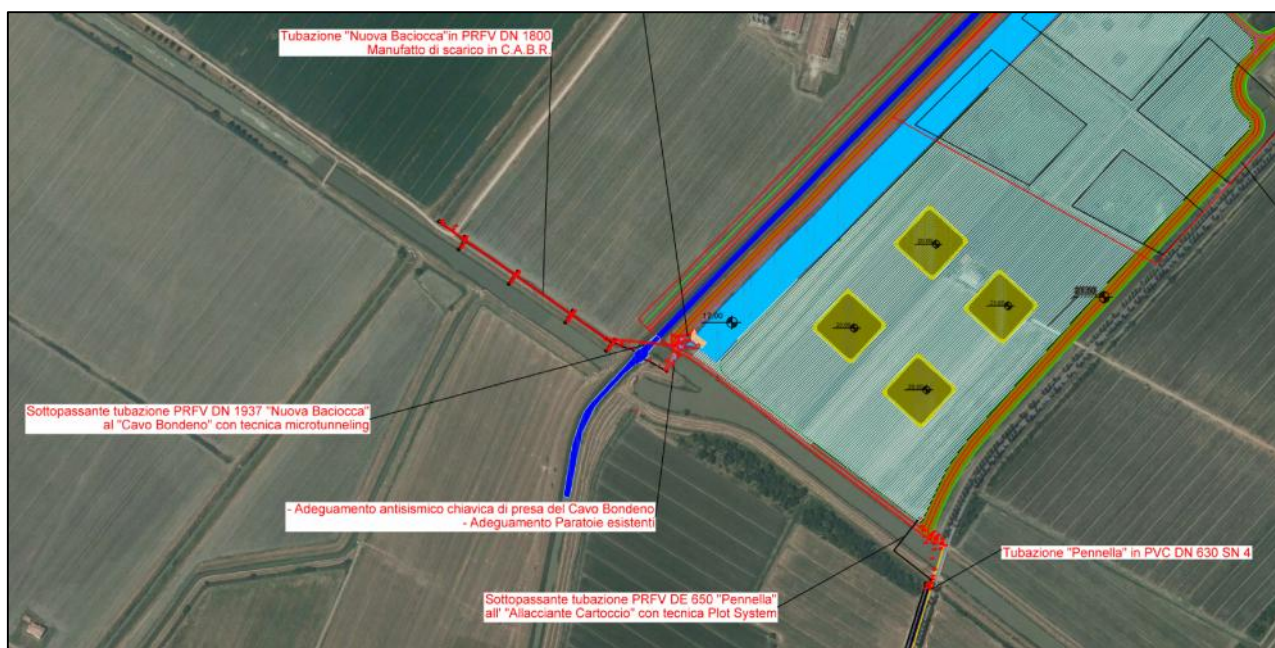 Tubazione "Nuova Baciocca"in PRFV DN 1800
Manufatto di scarico in C.A.B.R.
17.00
Sottopassante tubazione PRFV DN 1937 "Nuova Baciocca"
al "Cavo Bondeno" con tecnica microtunneling
- Adeguamento antisismico chiavica di presa del Cavo Bondeno
- Adeguamento Paratoie esistenti
Tubazione "Pennella" in PVC DN 630 SN 4
Sottopassante tubazione PRFV DE 650 "Pennella"
all' "Allacciante Cartoccio" con tecnica Plot System